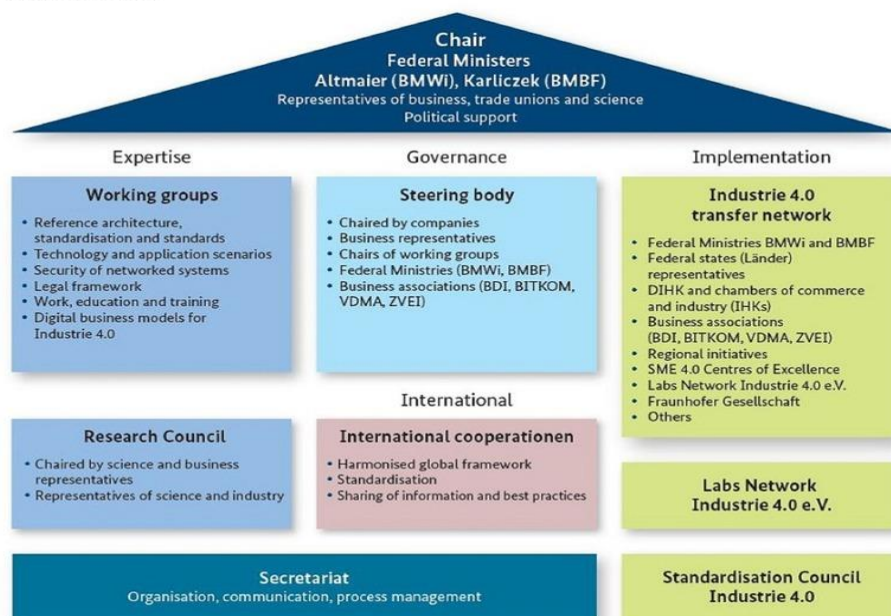 Chair
Federal Ministers
Altmaier (BMWi), Karliczek (BMBF)
Representatives of business, trade unions and science
Political support
Expertise
Working groups
• Reference architecture,
standardisation and standards
• Technology and application scenarios
• Security of networked systems
• Legal framework
• Work, education and training
• Digital business models for
Industrie 4.0
Research Council
• Chaired by science and business
representatives
• Representatives of science and industry
Governance
Steering body
• Chaired by companies
• Business representatives
• Chairs of working groups
• Federal Ministries (BMWi, BMBF)
• Business associations (BDI, BITKOM,
VDMA, ZVEI)
International
International cooperationen
• Harmonised global framework
• Standardisation
• Sharing of information and best practices
Implementation
Industrie 4.0
transfer network
• Federal Ministries BMWi and BMBF
• Federal states (Länder)
representatives
• DIHK and chambers of commerce
and industry (IHKs)
• Business associations
(BDI, BITKOM, VDMA, ZVEI)
• Regional initiatives
• SME 4.0 Centres of Excellence
• Labs Network Industrie 4.0 e.V.
• Fraunhofer Gesellschaft
• Others
Labs Network
Industrie 4.0 e.V.
Secretariat
Organisation, communication, process management
Standardisation Council
Industrie 4.0